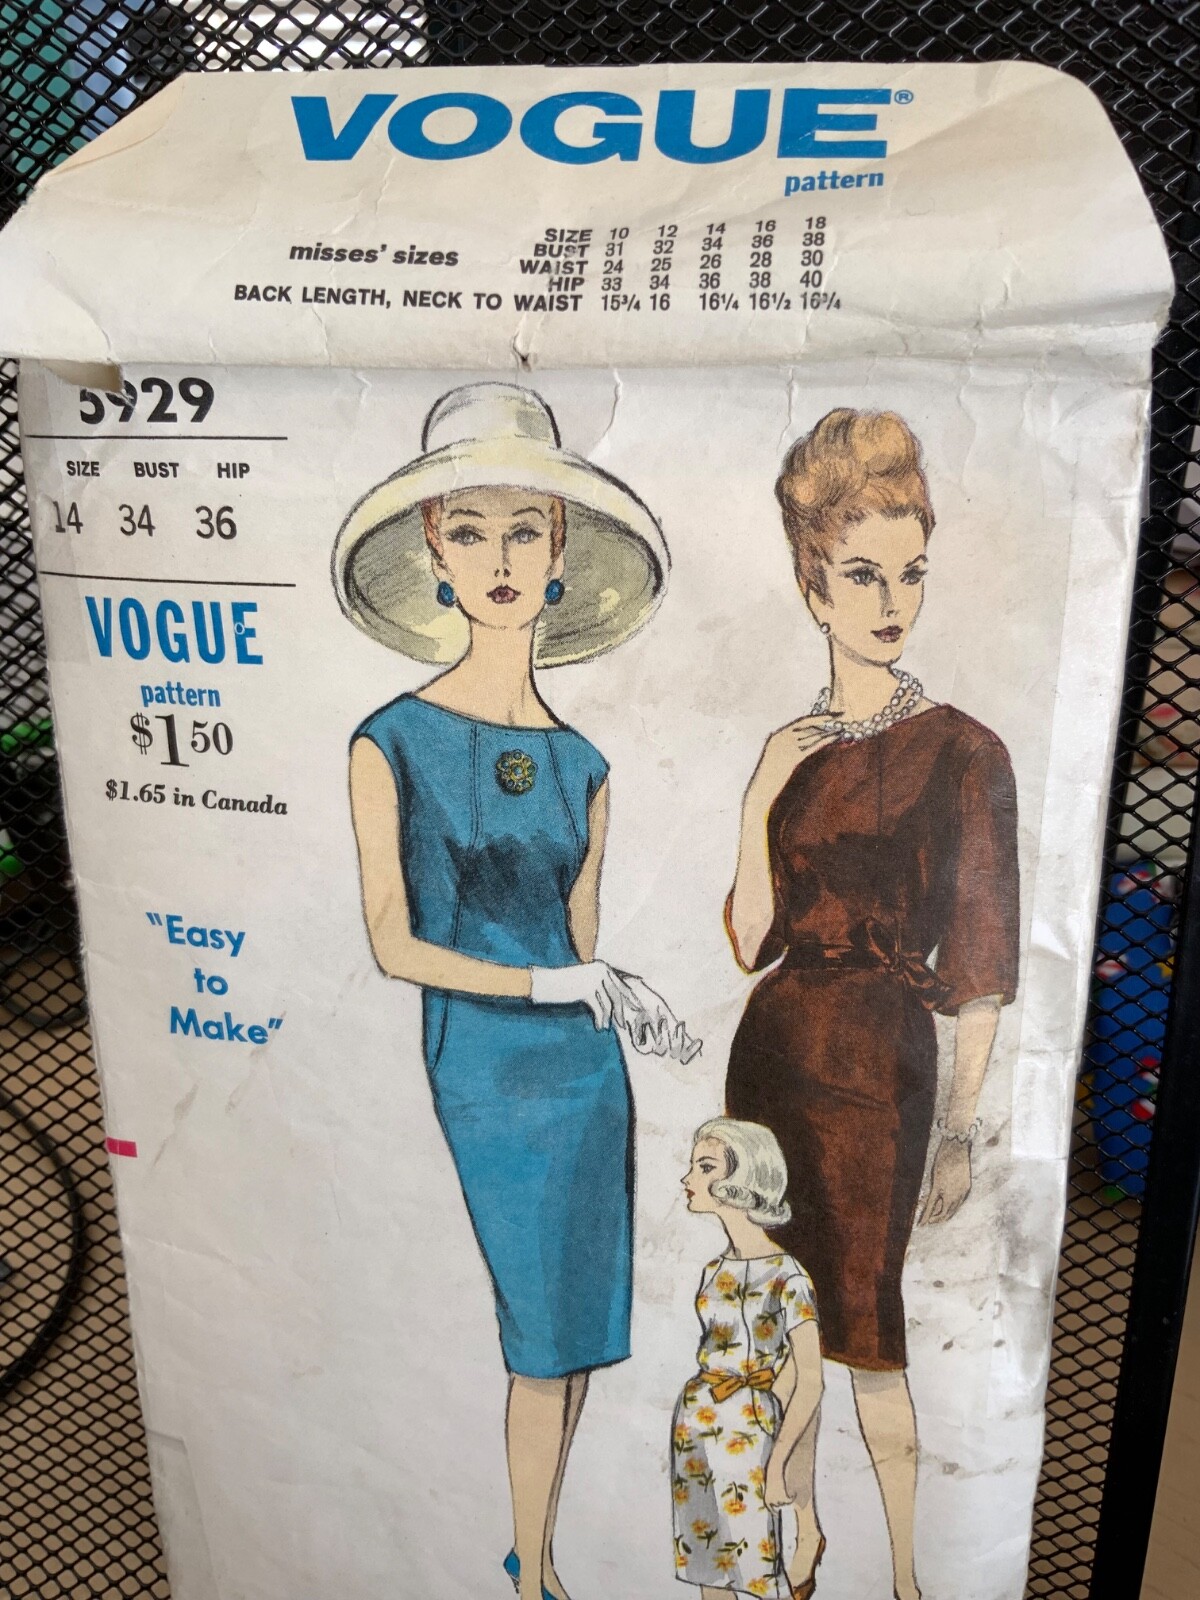 VOGUE®
pattern
misses' sizes
SIZE 10 12 14 16 18
BUST 31 32 34 36 38
WAIST 24 25 26 28 30
HIP 33 34 36 38 40
BACK LENGTH, NECK TO WAIST 15¾ 16 16¼ 16½ 16¾
5929
SIZE BUST HIP
14 34 36
VOGUE
pattern
$1.50
$1.65 in Canada
"Easy
to
Make"